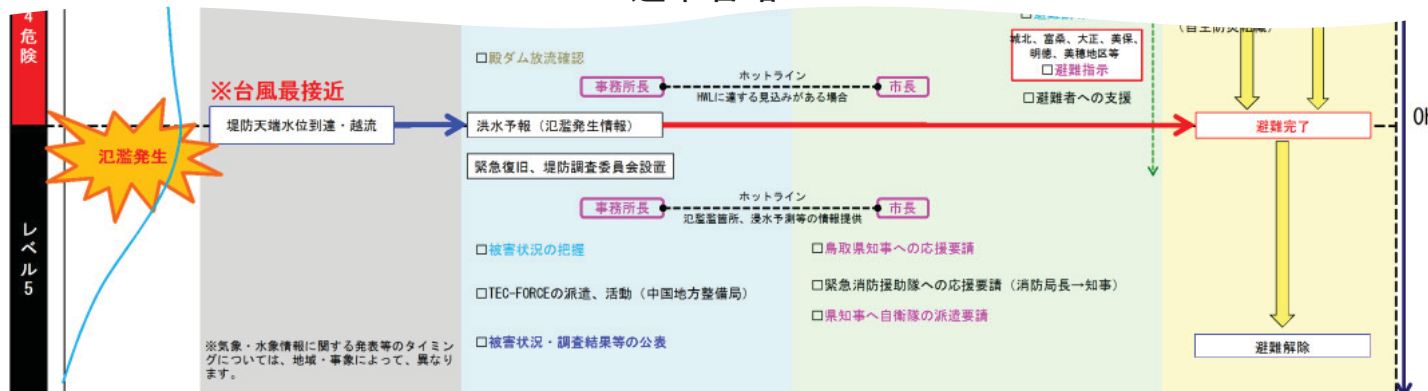 4
危険
レベル5
氾濫発生
※台風最接近
堤防天端水位到達・越流
※気象・水象情報に関する発表等のタイミン
グについては、地域・事象によって、異なり
ます。
□殿ダム放流確認
事務所長
ホットライン
HWLに達する見込みがある場合
市長
洪水予報（氾濫発生情報）
緊急復旧、堤防調査委員会設置
事務所長
ホットライン
氾濫濫箇所、浸水予測等の情報提供
市長
□被害状況の把握
□TEC-FORCEの派遣、活動（中国地方整備局）
□被害状況・調査結果等の公表
城北、富桑、大正、美保、
明徳、美穂地区等
□避難指示
□避難者への支援
□鳥取県知事への応援要請
□緊急消防援助隊への応援要請（消防局長→知事）
□県知事へ自衛隊の派遣要請
（自主防災組織）
避難完了
避難解除
0h